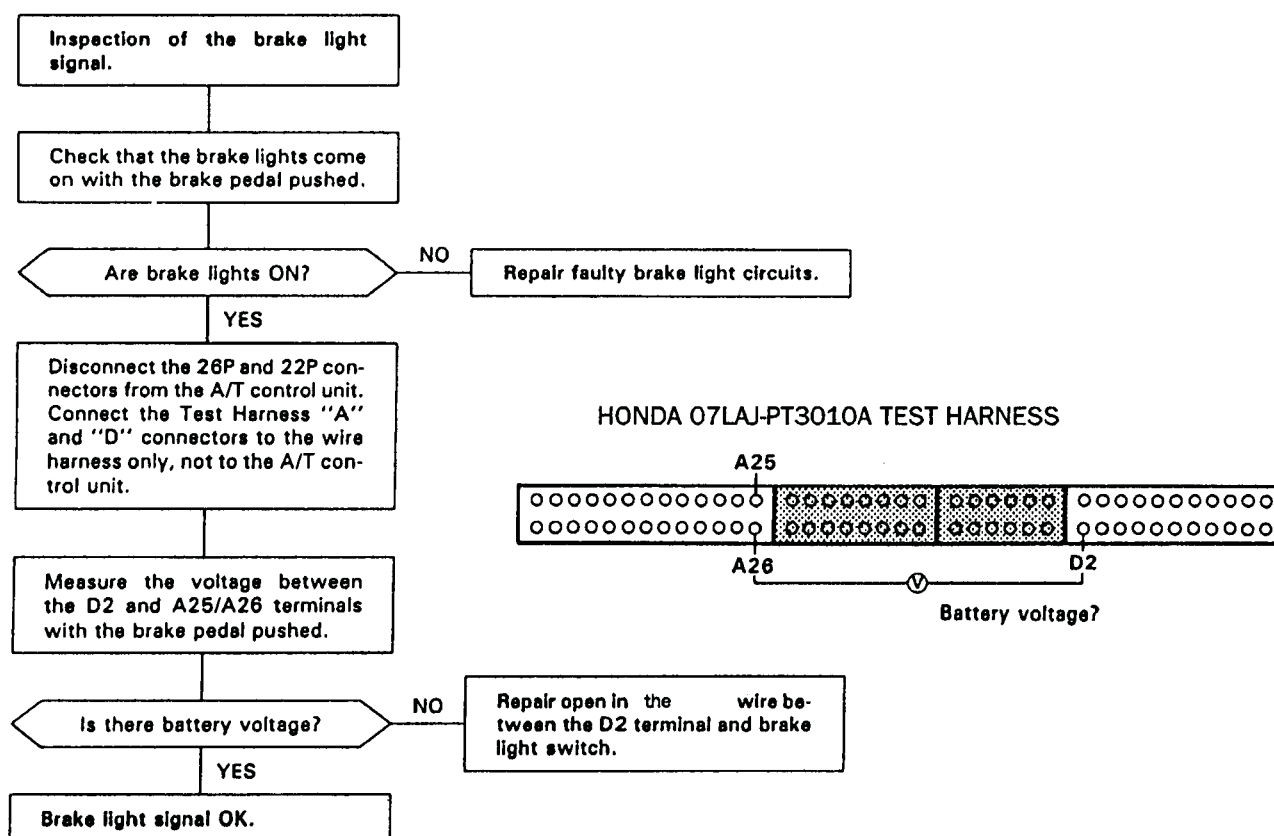 Inspection of the brake light
signal.
Check that the brake lights come
on with the brake pedal pushed.
Are brake lights ON?
NO
Repair faulty brake light circuits.
YES
Disconnect the 26P and 22P con-
nectors from the A/T control unit.
Connect the Test Harness "A"
and "D" connectors to the wire
harness only, not to the A/T con-
trol unit.
HONDA 07LAJ-PT3010A TEST HARNESS
A25
A26
D2
V
Battery voltage?
Measure the voltage between
the D2 and A25/A26 terminals
with the brake pedal pushed.
Is there battery voltage?
NO
Repair open in the wire be-
tween the D2 terminal and brake
light switch.
YES
Brake light signal OK.